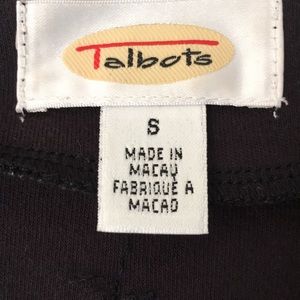 Talbots
S
MADE IN
MACAU
FABRIQUÉ A
MACAO